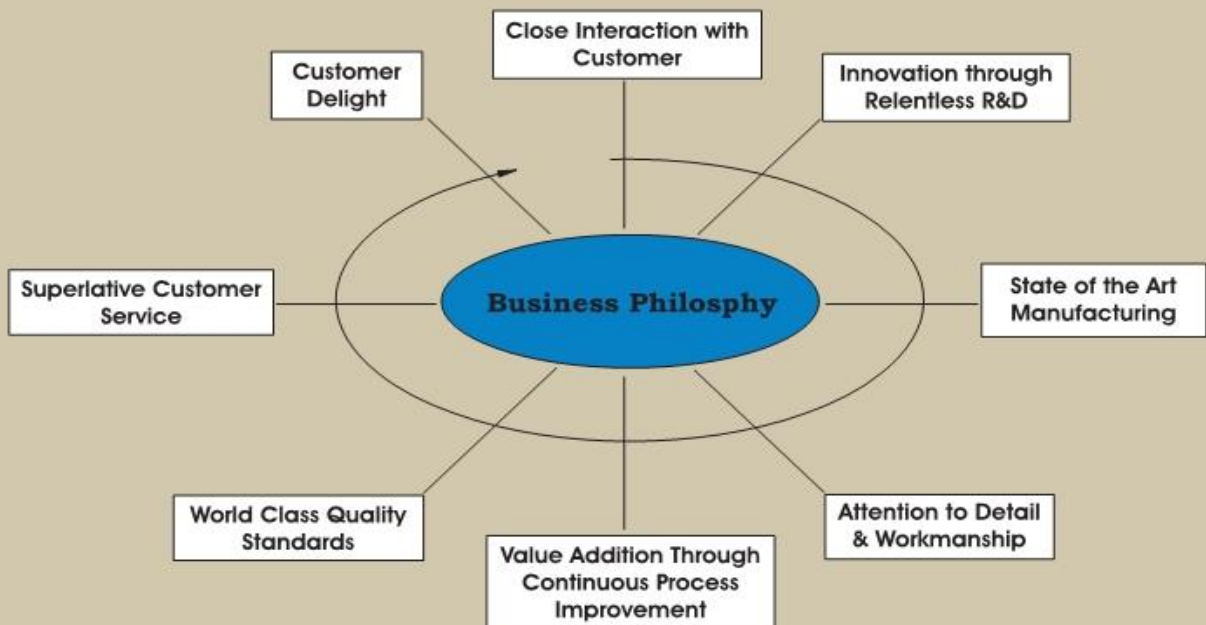 Close Interaction with
Customer
Innovation through
Relentless R&D
State of the Art
Manufacturing
Attention to Detail
& Workmanship
Value Addition Through
Continuous Process
Improvement
World Class Quality
Standards
Superlative Customer
Service
Customer
Delight
Business Philosphy